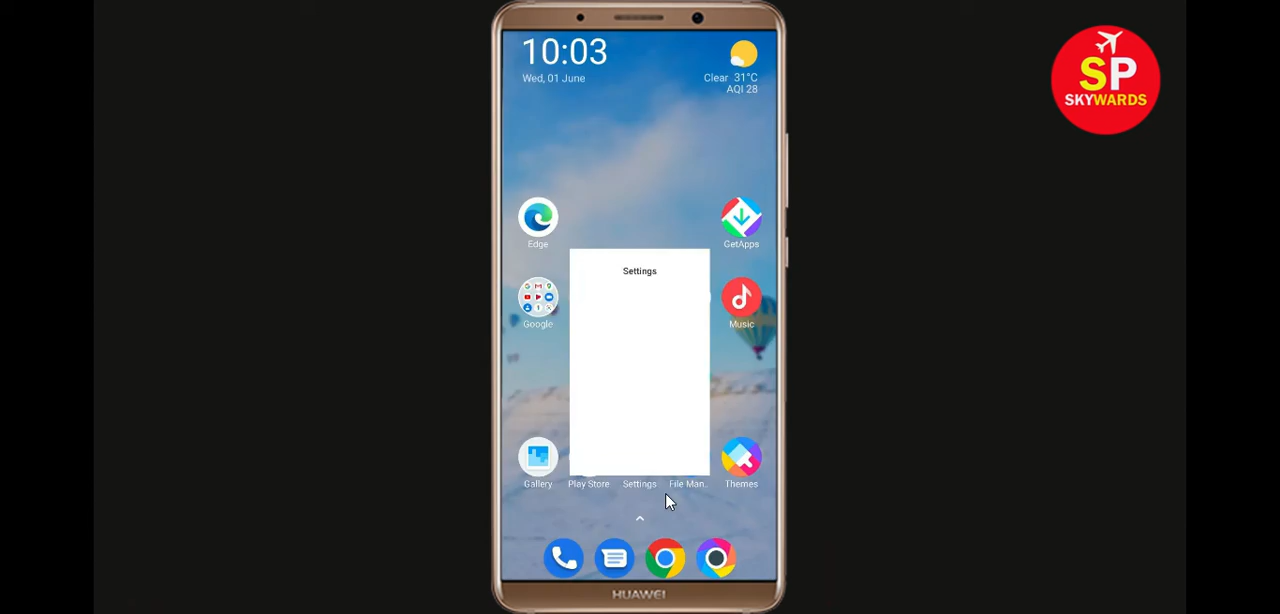 10:03
Wed, 01 June
Clear 31°C
AQI 28
SP
SKYWARDS
Edge
GetApps
Settings
Google
Music
Gallery
Play Store
Settings
File Man..
Themes
HUAWEI